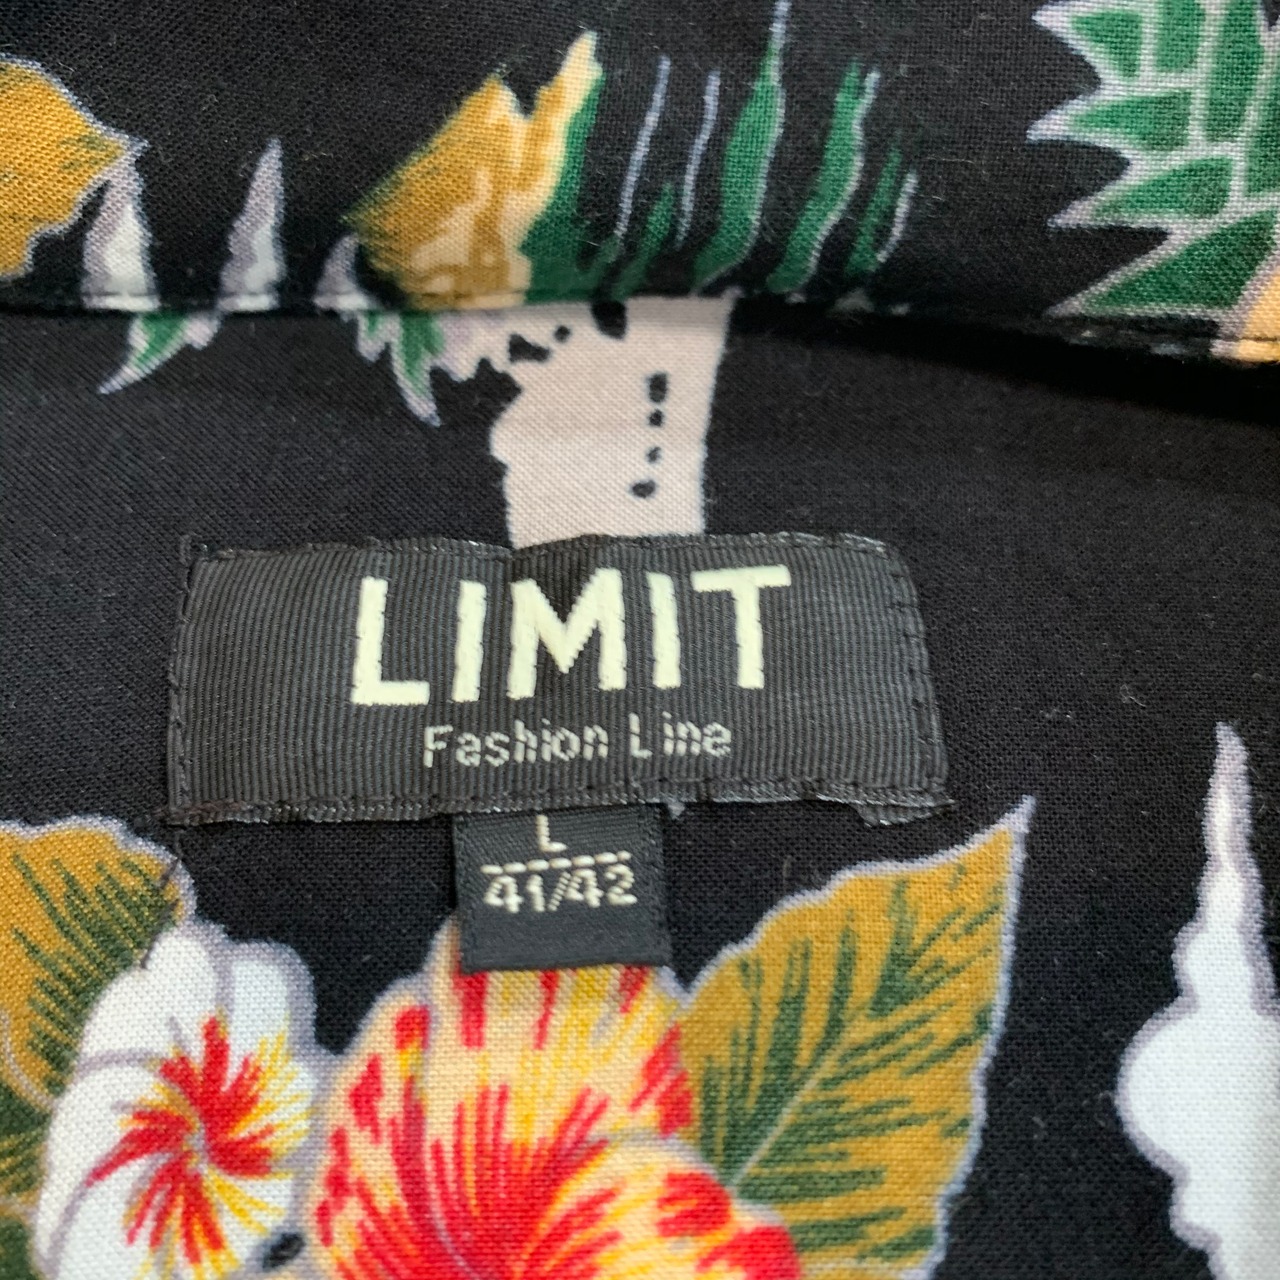 LIMIT
Fashion Line
L
41/42